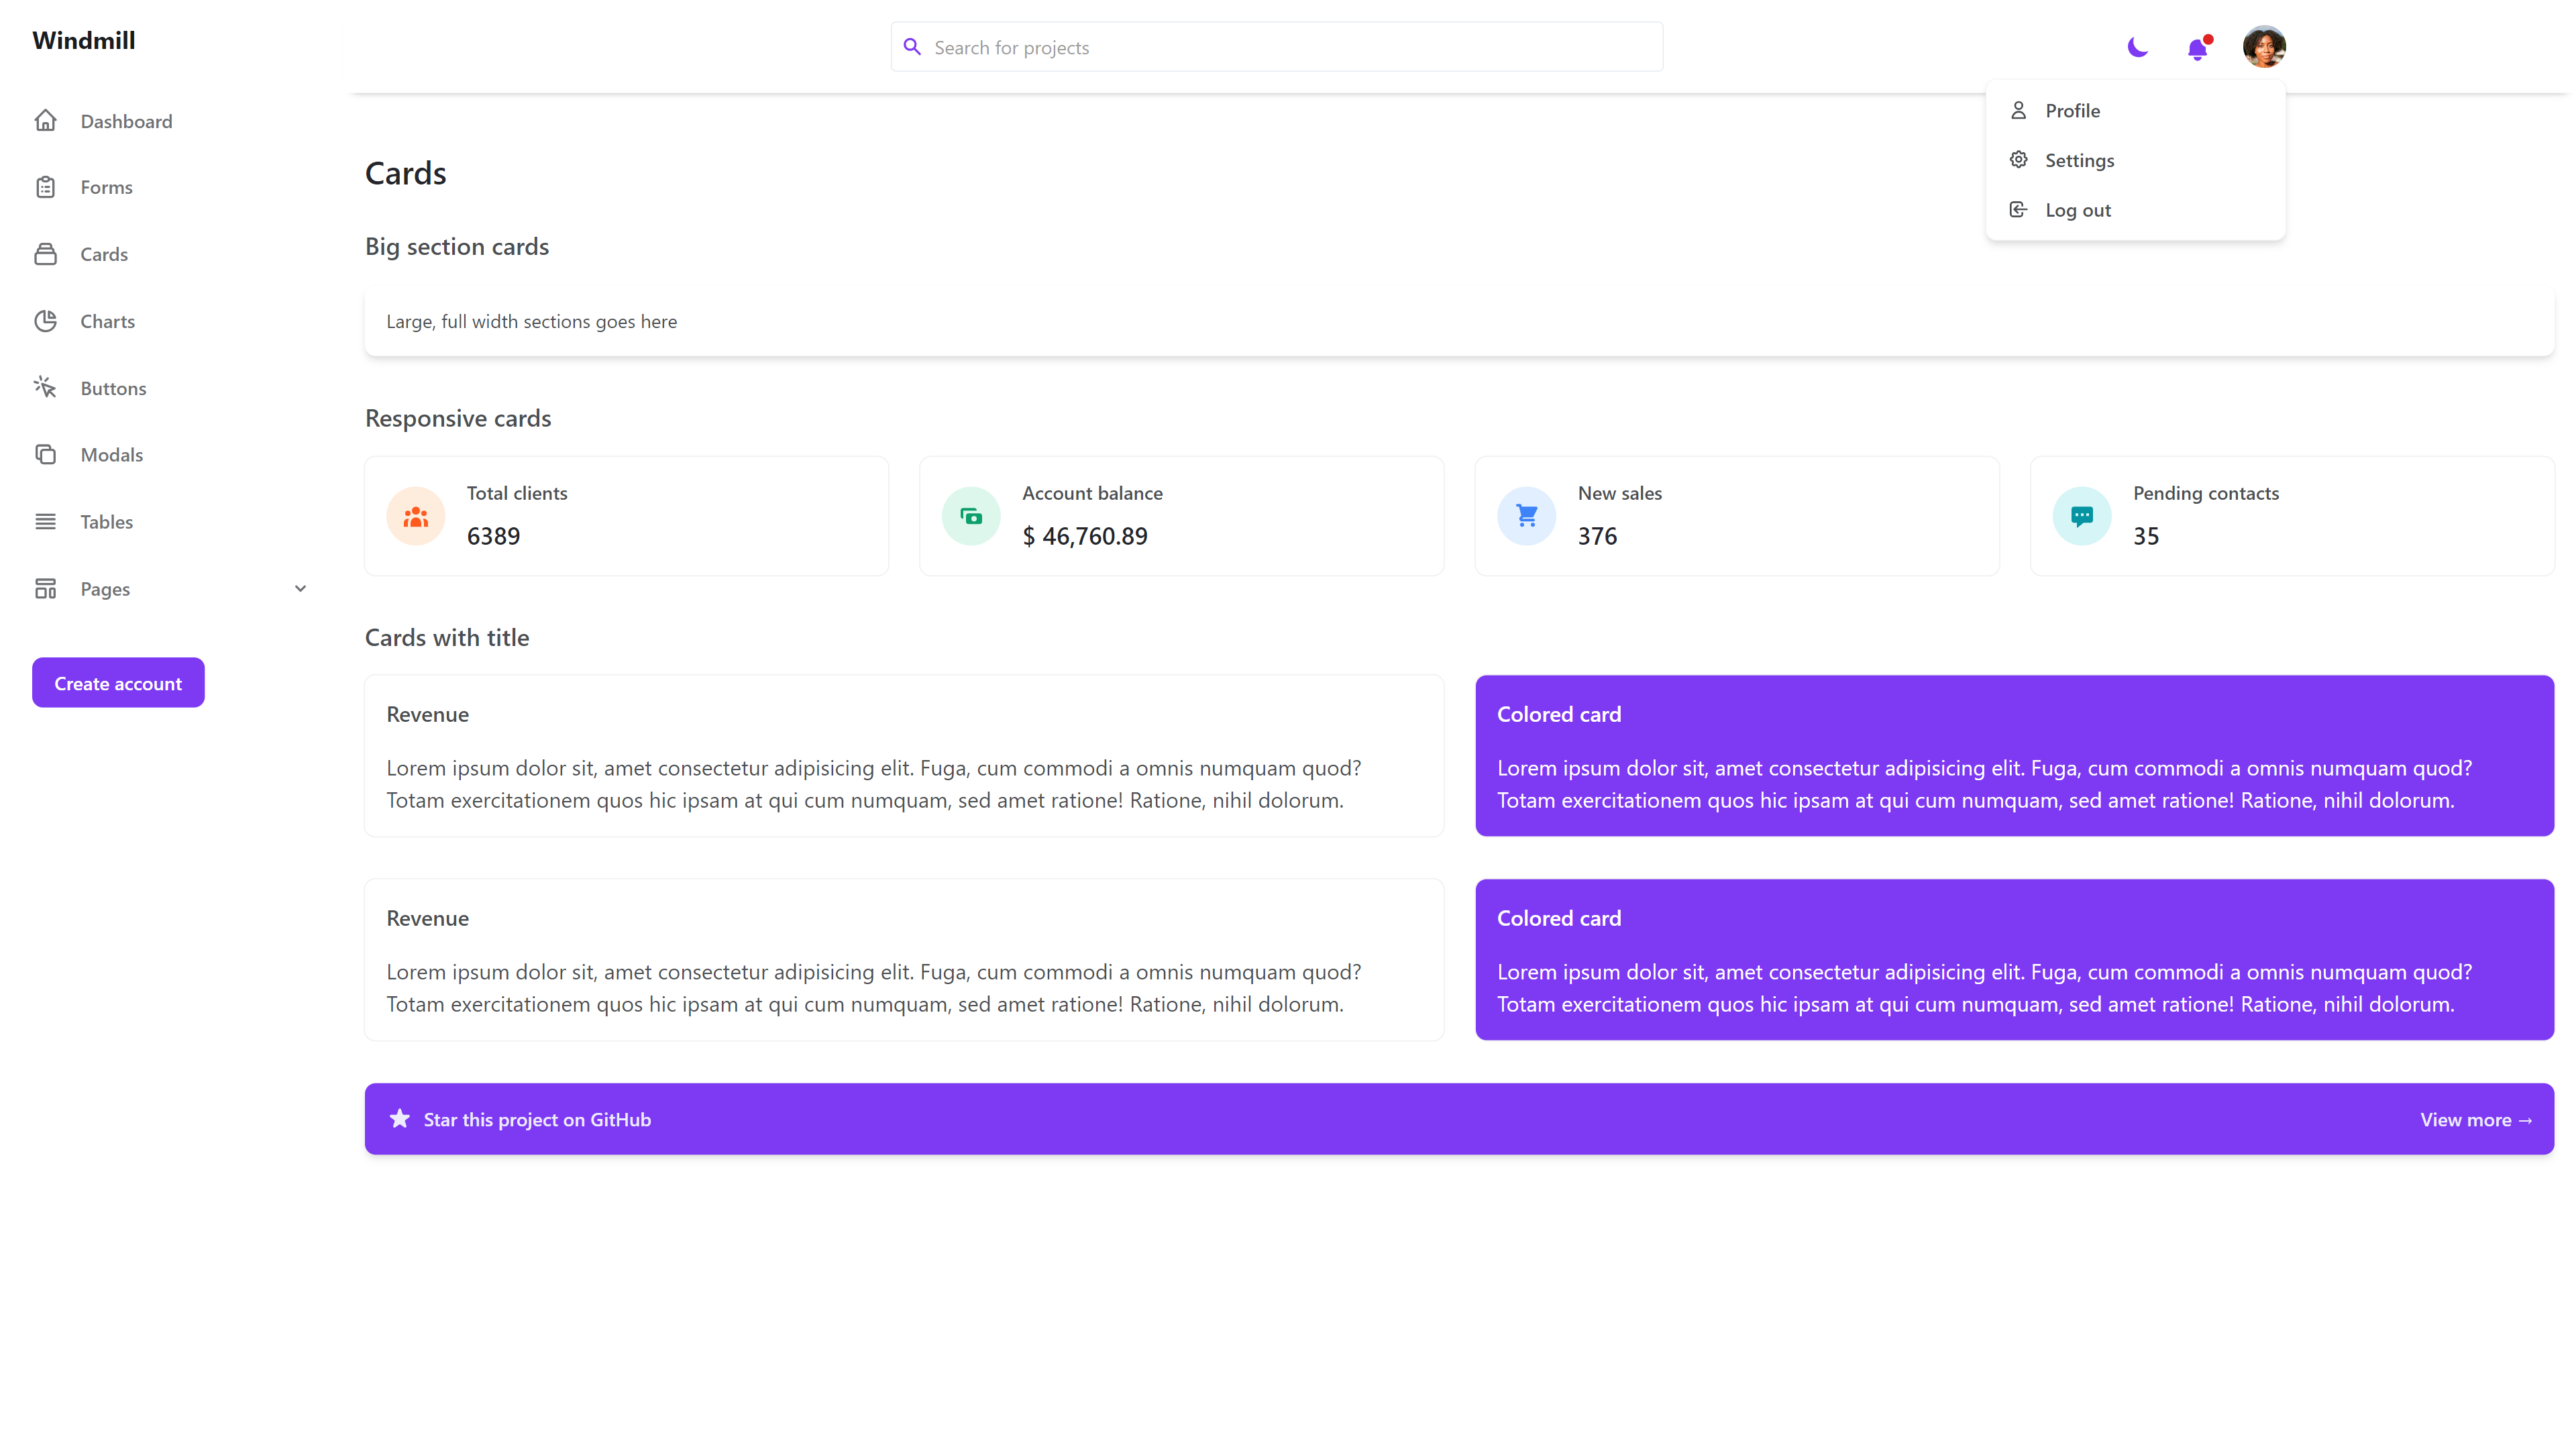 Windmill
Search for projects
Dashboard
Forms
Cards
Charts
Buttons
Modals
Tables
Pages
Create account
Profile
Settings
Log out
Cards
Big section cards
Large, full width sections goes here
Responsive cards
Total clients
6389
Account balance
$ 46,760.89
New sales
376
Pending contacts
35
Cards with title
Revenue
Lorem ipsum dolor sit, amet consectetur adipisicing elit. Fuga, cum commodi a omnis numquam quod?
Totam exercitationem quos hic ipsam at qui cum numquam, sed amet ratione! Ratione, nihil dolorum.
Colored card
Lorem ipsum dolor sit, amet consectetur adipisicing elit. Fuga, cum commodi a omnis numquam quod?
Totam exercitationem quos hic ipsam at qui cum numquam, sed amet ratione! Ratione, nihil dolorum.
Revenue
Lorem ipsum dolor sit, amet consectetur adipisicing elit. Fuga, cum commodi a omnis numquam quod?
Totam exercitationem quos hic ipsam at qui cum numquam, sed amet ratione! Ratione, nihil dolorum.
Colored card
Lorem ipsum dolor sit, amet consectetur adipisicing elit. Fuga, cum commodi a omnis numquam quod?
Totam exercitationem quos hic ipsam at qui cum numquam, sed amet ratione! Ratione, nihil dolorum.
Star this project on GitHub
View more →